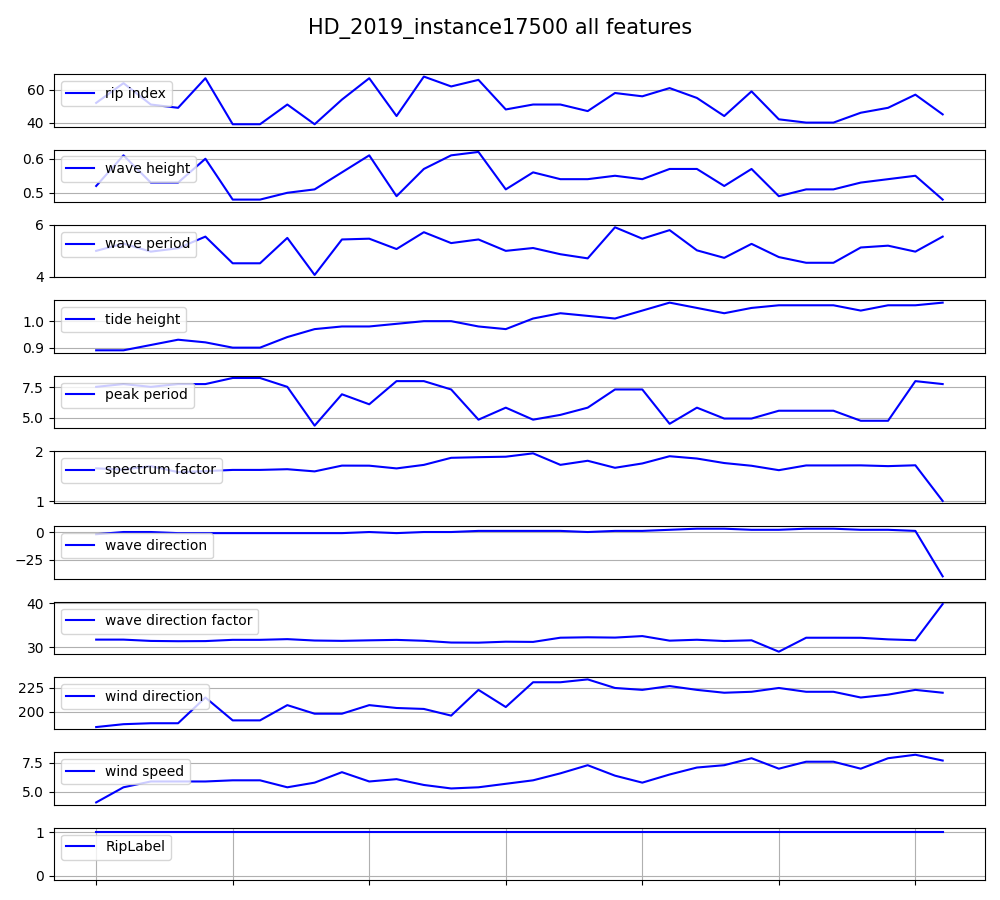 HD_2019_instance17500 all features
60
40
rip index
0.6
0.5
wave height
6
4
wave period
1.0
0.9
tide height
7.5
5.0
peak period
2
1
spectrum factor
0
−25
wave direction
40
30
wave direction factor
225
200
wind direction
7.5
5.0
wind speed
1
0
RipLabel